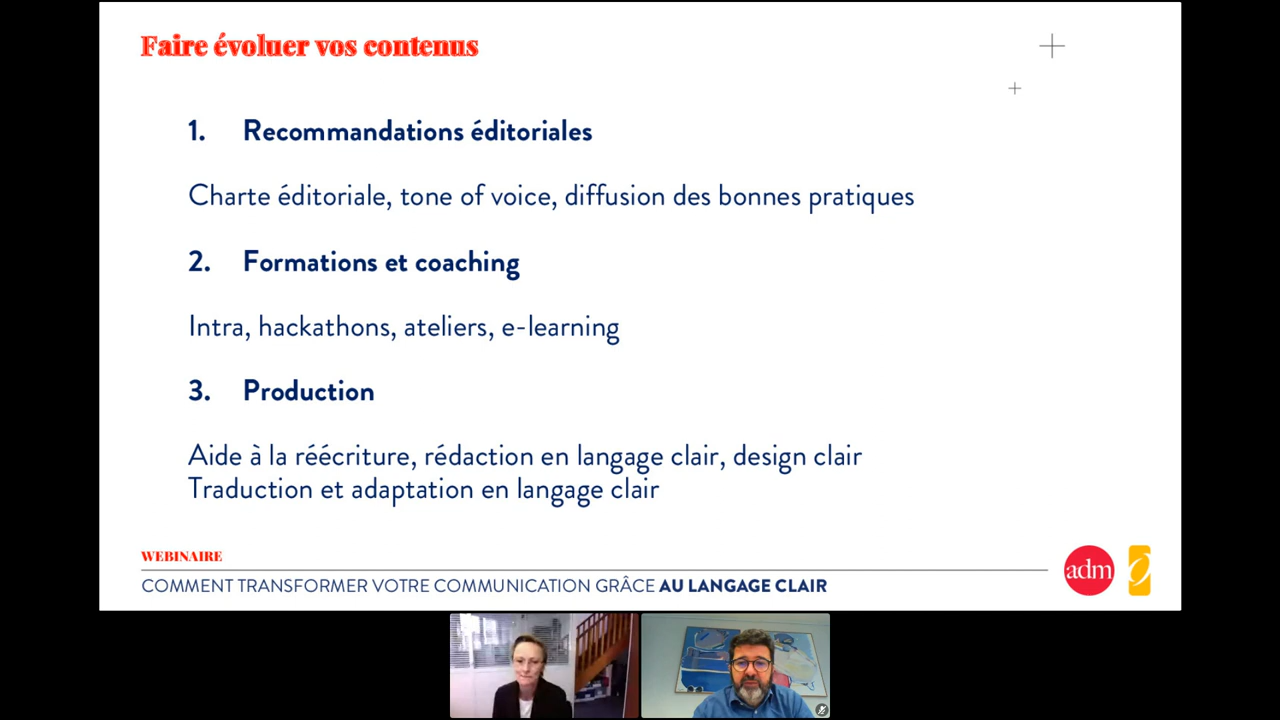 Faire évoluer vos contenus
1. Recommandations éditoriales
Charte éditoriale, tone of voice, diffusion des bonnes pratiques
2. Formations et coaching
Intra, hackathons, ateliers, e-learning
3. Production
Aide à la réécriture, rédaction en langage clair, design clair
Traduction et adaptation en langage clair
WEBINAIRE
COMMENT TRANSFORMER VOTRE COMMUNICATION GRÂCE AU LANGAGE CLAIR
adm